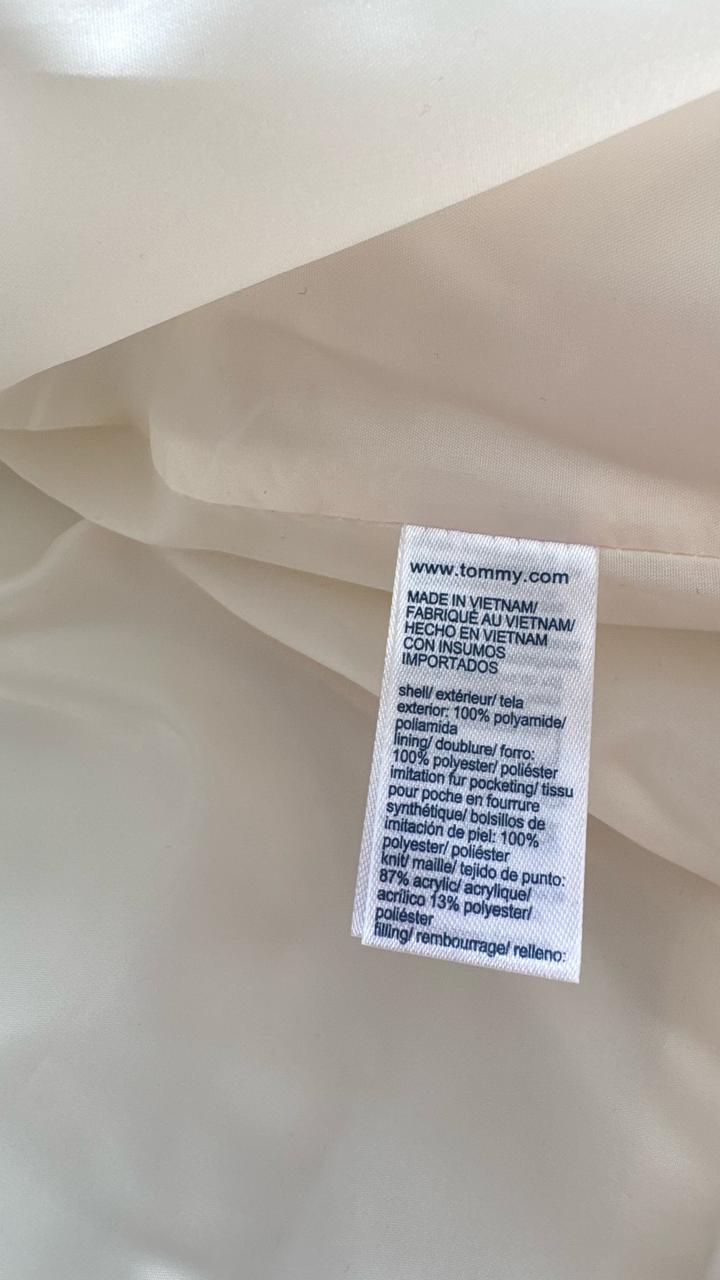 www.tommy.com
MADE IN VIETNAM/
FABRIQUÉ AU VIETNAM/
HECHO EN VIETNAM
CON INSUMOS
IMPORTADOS
shell/ extérieur/ tela
exterior: 100% polyamide/
poliamida
lining/ doublure/ forro:
100% polyester/ poliéster
imitation fur pocketing/ tissu
pour poche en fourrure
synthétique/ bolsillos de
imitación de piel: 100%
polyester/ poliéster
knit/ maille/ tejido de punto:
87% acrylic/ acrylique/
acrílico 13% polyester/
poliéster
filling/ rembourrage/ relleno: